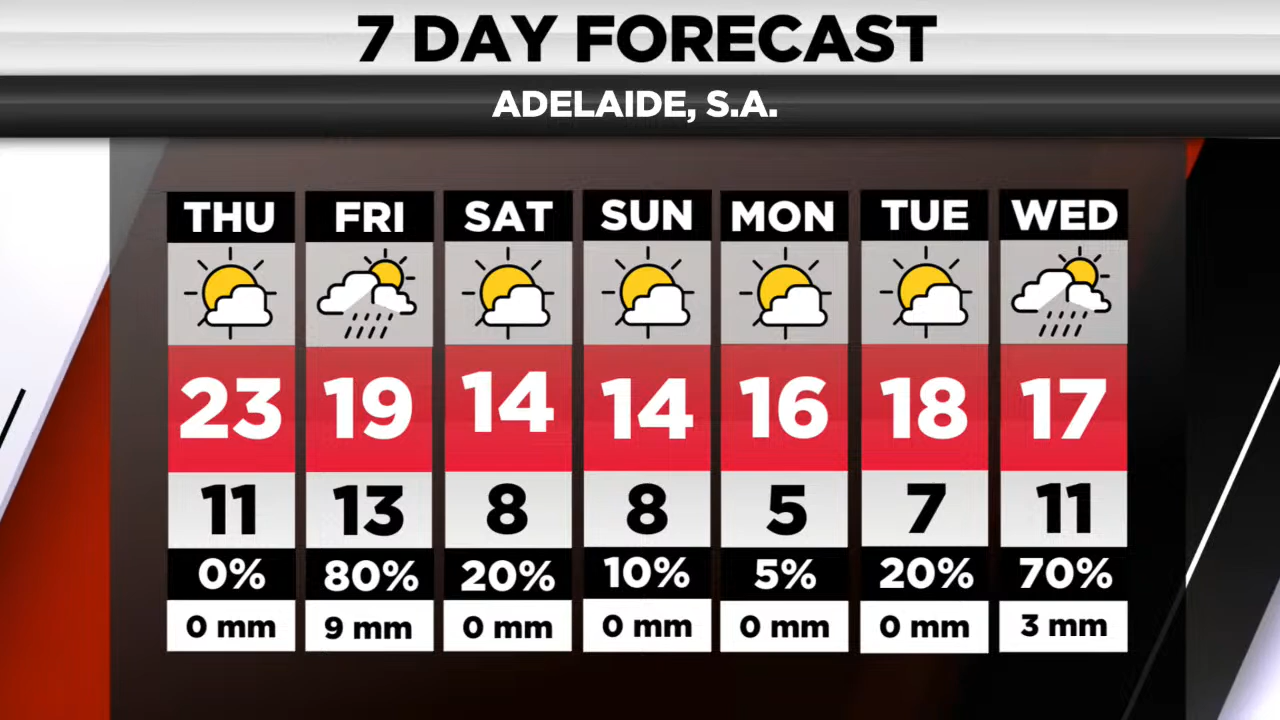 7 DAY FORECAST
ADELAIDE, S.A.
THU FRI SAT SUN MON TUE WED
23 19 14 14 16 18 17
11 13 8 8 5 7 11
0% 80% 20% 10% 5% 20% 70%
0 mm 9 mm 0 mm 0 mm 0 mm 0 mm 3 mm